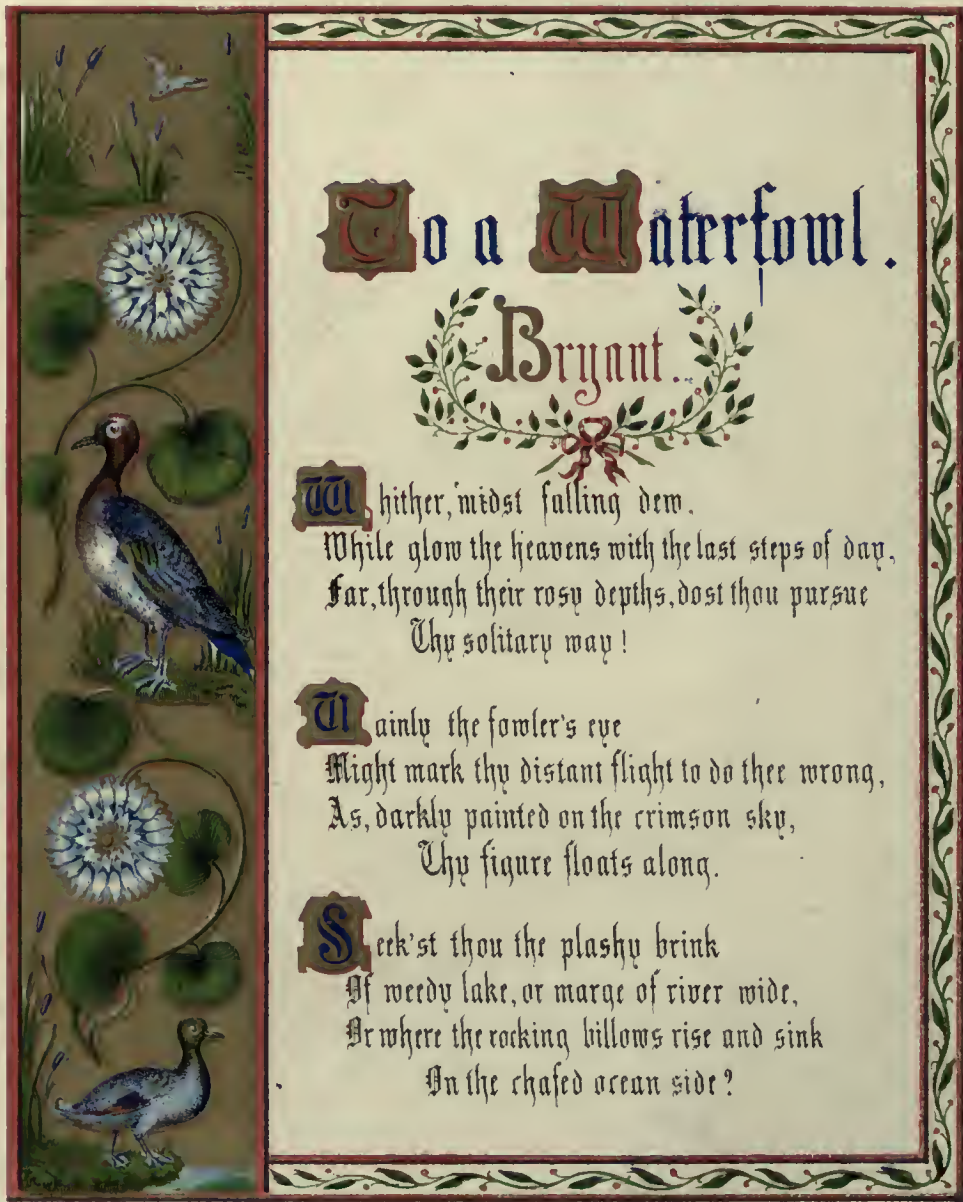 To a Waterfowl.
Bryant.
Whither, 'midst falling dew.
While glow the heavens with the last steps of day,
Far, through their rosy depths, dost thou pursue
Thy solitary way!
Vainly the fowler's eye
Might mark thy distant flight to do thee wrong,
As, darkly painted on the crimson sky,
Thy figure floats along.
Seek'st thou the plashy brink
Of weedy lake, or marge of river wide,
Or where the rocking billows rise and sink
On the chafed ocean side?